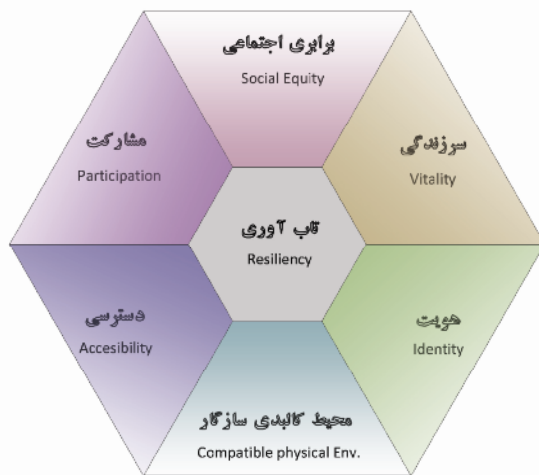 برابری اجتماعی
Social Equity
مشارکت
Participation
سرزندگی
Vitality
تاب آوری
Resiliency
دسترسی
Accesibility
هویت
Identity
محیط کالبدی سازگار
Compatible physical Env.